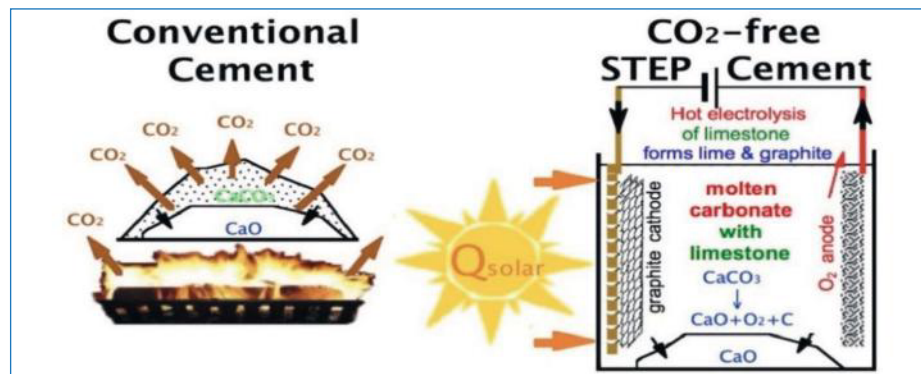 Conventional
Cement
CO₂
CO₂
CO₂
CO₂
CO₂
CO₂
CaCO₃
CaO
Qsolar
CO₂-free
STEP Cement
Hot electrolysis
of limestone
forms lime & graphite
molten
carbonate
with
limestone
graphite cathode
O₂ anode
CaCO₃
CaO+O₂+C
CaO